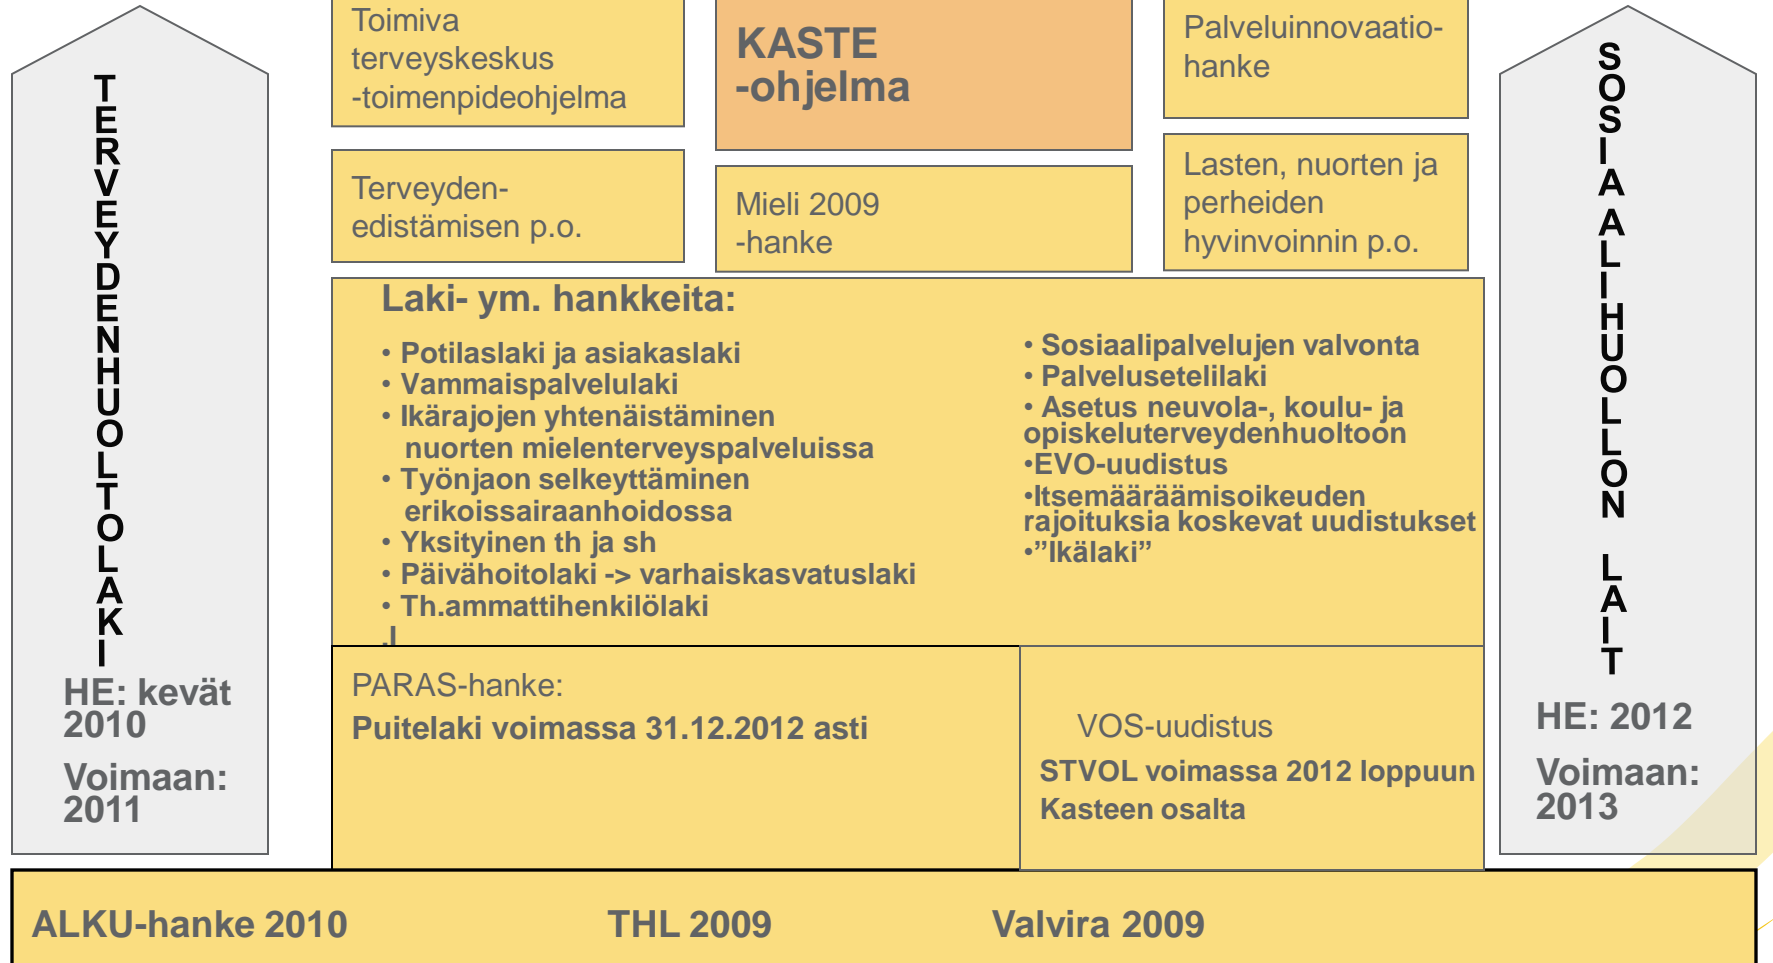 TERVEYDENHUOLTOLAKI
HE: kevät
2010
Voimaan:
2011
Toimiva
terveyskeskus
-toimenpideohjelma
KASTE
-ohjelma
Palveluinnovaatio-
hanke
Terveyden-
edistämisen p.o.
Mieli 2009
-hanke
Lasten, nuorten ja
perheiden
hyvinvoinnin p.o.
Laki- ym. hankkeita:
• Potilaslaki ja asiakaslaki
• Vammaispalvelulaki
• Ikärajojen yhtenäistäminen
nuorten mielenterveyspalveluissa
• Työnjaon selkeyttäminen
erikoissairaanhoidossa
• Yksityinen th ja sh
• Päivähoitolaki -> varhaiskasvatuslaki
• Th.ammattihenkilölaki
• Sosiaalipalvelujen valvonta
• Palvelusetelilaki
• Asetus neuvola-, koulu- ja
opiskeluterveydenhuoltoon
•EVO-uudistus
•Itsemääräämisoikeuden
rajoituksia koskevat uudistukset
•”Ikälaki”
PARAS-hanke:
Puitelaki voimassa 31.12.2012 asti
VOS-uudistus
STVOL voimassa 2012 loppuun
Kasteen osalta
SOSIAALIHUOLLON LAIT
HE: 2012
Voimaan:
2013
ALKU-hanke 2010 THL 2009 Valvira 2009